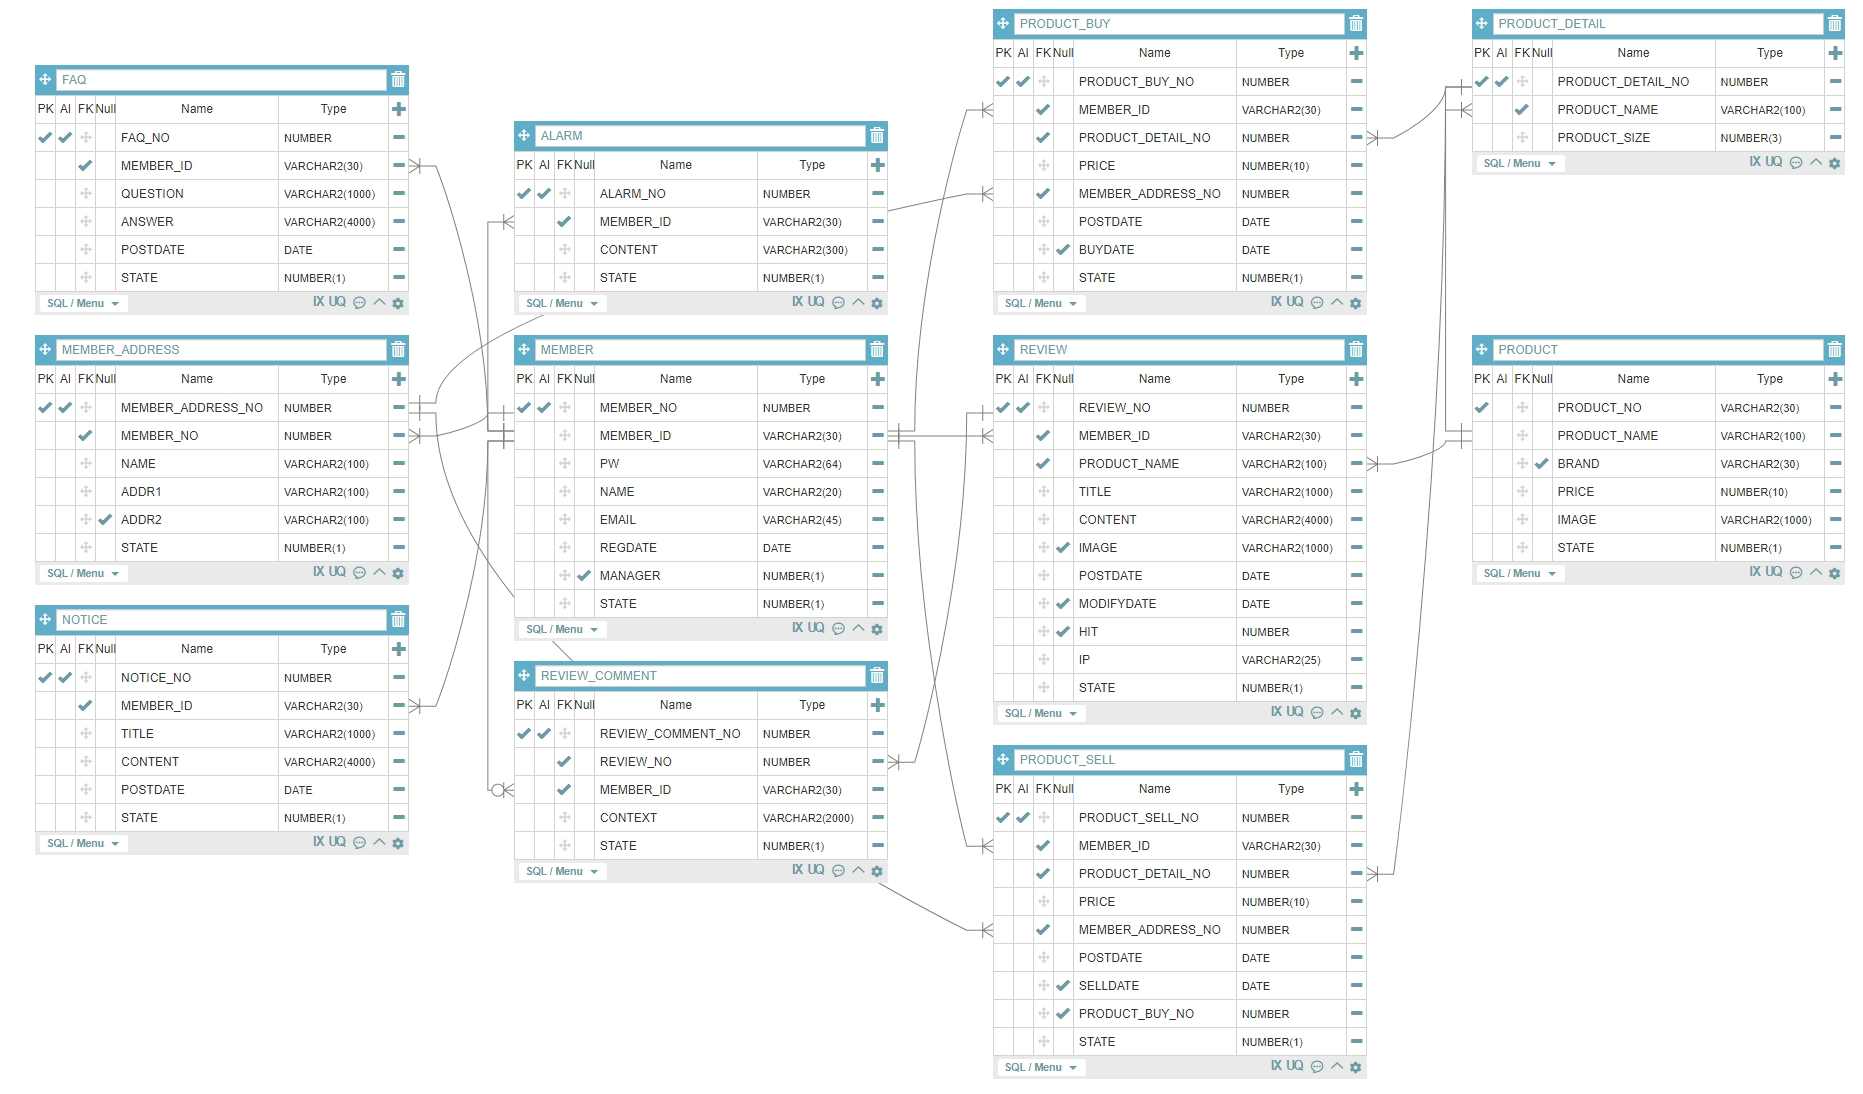 FAQ
PK AI FK Null Name Type
FAQ_NO NUMBER
MEMBER_ID VARCHAR2(30)
QUESTION VARCHAR2(1000)
ANSWER VARCHAR2(4000)
POSTDATE DATE
STATE NUMBER(1)
SQL / Menu IX UQ
MEMBER_ADDRESS
PK AI FK Null Name Type
MEMBER_ADDRESS_NO NUMBER
MEMBER_NO NUMBER
NAME VARCHAR2(100)
ADDR1 VARCHAR2(100)
ADDR2 VARCHAR2(100)
STATE NUMBER(1)
SQL / Menu IX UQ
NOTICE
PK AI FK Null Name Type
NOTICE_NO NUMBER
MEMBER_ID VARCHAR2(30)
TITLE VARCHAR2(1000)
CONTENT VARCHAR2(4000)
POSTDATE DATE
STATE NUMBER(1)
SQL / Menu IX UQ
ALARM
PK AI FK Null Name Type
ALARM_NO NUMBER
MEMBER_ID VARCHAR2(30)
CONTENT VARCHAR2(300)
STATE NUMBER(1)
SQL / Menu IX UQ
MEMBER
PK AI FK Null Name Type
MEMBER_NO NUMBER
MEMBER_ID VARCHAR2(30)
PW VARCHAR2(64)
NAME VARCHAR2(20)
EMAIL VARCHAR2(45)
REGDATE DATE
MANAGER NUMBER(1)
STATE NUMBER(1)
SQL / Menu IX UQ
REVIEW_COMMENT
PK AI FK Null Name Type
REVIEW_COMMENT_NO NUMBER
REVIEW_NO NUMBER
MEMBER_ID VARCHAR2(30)
CONTEXT VARCHAR2(2000)
STATE NUMBER(1)
SQL / Menu IX UQ
PRODUCT_BUY
PK AI FK Null Name Type
PRODUCT_BUY_NO NUMBER
MEMBER_ID VARCHAR2(30)
PRODUCT_DETAIL_NO NUMBER
PRICE NUMBER(10)
MEMBER_ADDRESS_NO NUMBER
POSTDATE DATE
BUYDATE DATE
STATE NUMBER(1)
SQL / Menu IX UQ
REVIEW
PK AI FK Null Name Type
REVIEW_NO NUMBER
MEMBER_ID VARCHAR2(30)
PRODUCT_NAME VARCHAR2(100)
TITLE VARCHAR2(1000)
CONTENT VARCHAR2(4000)
IMAGE VARCHAR2(1000)
POSTDATE DATE
MODIFYDATE DATE
HIT NUMBER
IP VARCHAR2(25)
STATE NUMBER(1)
SQL / Menu IX UQ
PRODUCT_SELL
PK AI FK Null Name Type
PRODUCT_SELL_NO NUMBER
MEMBER_ID VARCHAR2(30)
PRODUCT_DETAIL_NO NUMBER
PRICE NUMBER(10)
MEMBER_ADDRESS_NO NUMBER
POSTDATE DATE
SELLDATE DATE
PRODUCT_BUY_NO NUMBER
STATE NUMBER(1)
SQL / Menu IX UQ
PRODUCT_DETAIL
PK AI FK Null Name Type
PRODUCT_DETAIL_NO NUMBER
PRODUCT_NAME VARCHAR2(100)
PRODUCT_SIZE NUMBER(3)
SQL / Menu IX UQ
PRODUCT
PK AI FK Null Name Type
PRODUCT_NO VARCHAR2(30)
PRODUCT_NAME VARCHAR2(100)
BRAND VARCHAR2(30)
PRICE NUMBER(10)
IMAGE VARCHAR2(1000)
STATE NUMBER(1)
SQL / Menu IX UQ